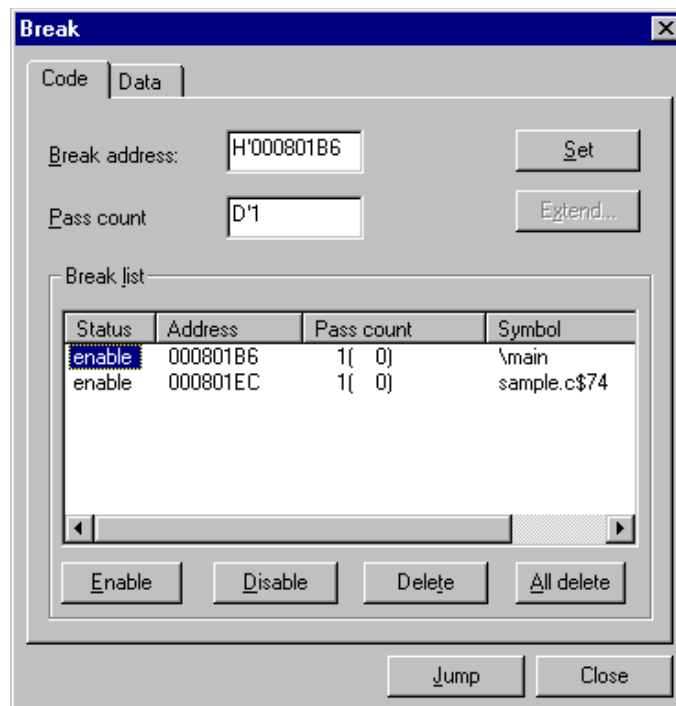 Break
Code Data
Break address: H'000801B6 Set
Pass count D'1 Extend...
Break list
Status Address Pass count Symbol
enable 000801B6 1( 0) \main
enable 000801EC 1( 0) sample.c$74
Enable Disable Delete All delete
Jump Close